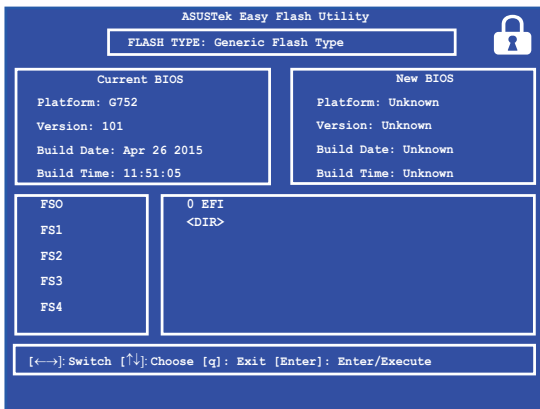 ASUSTek Easy Flash Utility
FLASH TYPE: Generic Flash Type
Current BIOS
Platform: G752
Version: 101
Build Date: Apr 26 2015
Build Time: 11:51:05
New BIOS
Platform: Unknown
Version: Unknown
Build Date: Unknown
Build Time: Unknown
FSO
FS1
FS2
FS3
FS4
0 EFI
<DIR>
[←→]: Switch [↑↓]: Choose [q]: Exit [Enter]: Enter/Execute